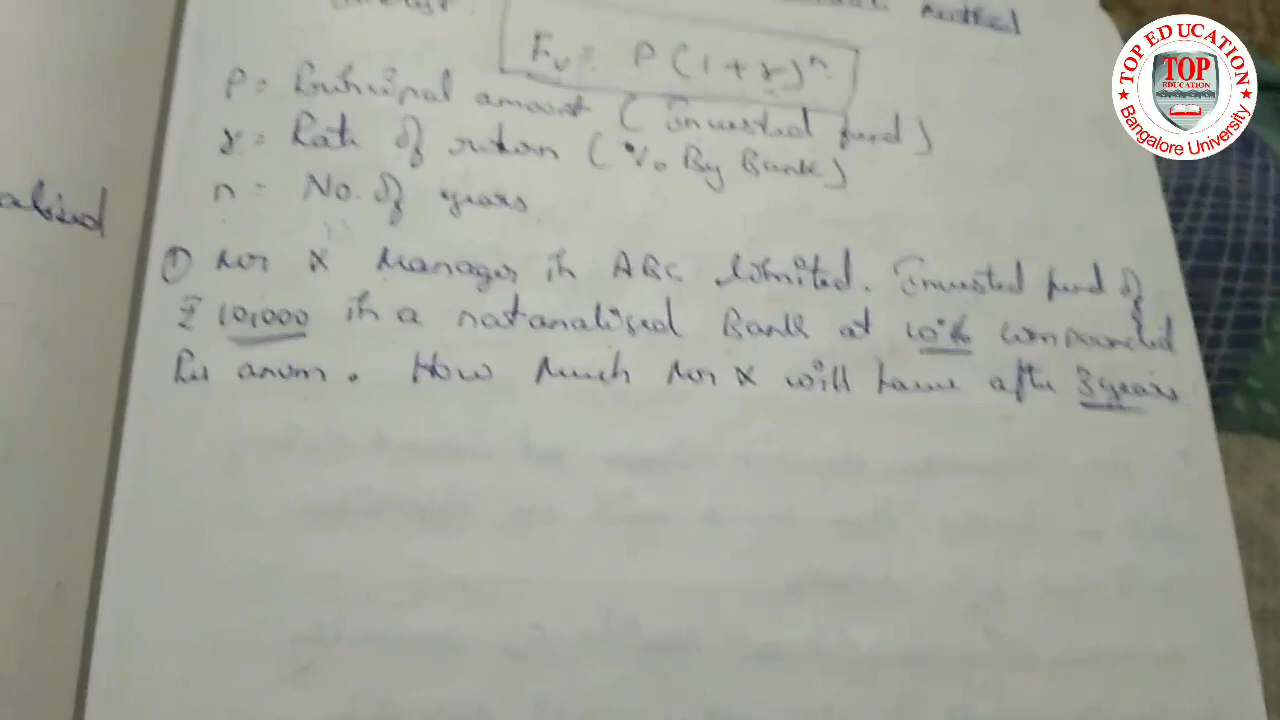 Fv = P (1 + r)^n
P = Principal amount ( Invested fund )
r = Rate of return ( % By Bank )
n = No. of years
① Mr X Manager in ABC limited. Invested fund of
₹ 10,000 in a nationalised Bank at 10% compounded
Per anum. How Much Mr X will have after 3 years
TOP EDUCATION
TOP
EDUCATION
Bangalore University